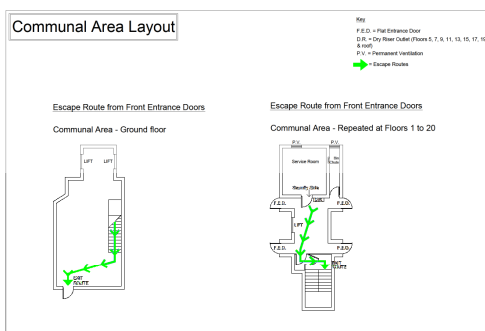 Communal Area Layout
Key
F.E.D. = Flat Entrance Door
D.R. = Dry Riser Outlet (Floors 5, 7, 9, 11, 13, 15, 17, 19
& roof)
P.V. = Permanent Ventilation
= Escape Routes
Escape Route from Front Entrance Doors
Communal Area - Ground floor
LIFT
LIFT
EXIT
ROUTE
Escape Route from Front Entrance Doors
Communal Area - Repeated at Floors 1 to 20
P.V.
P.V.
Service Room
F.E.D.
F.E.D.
LIFT
F.E.D.
F.E.D.
EXIT
ROUTE